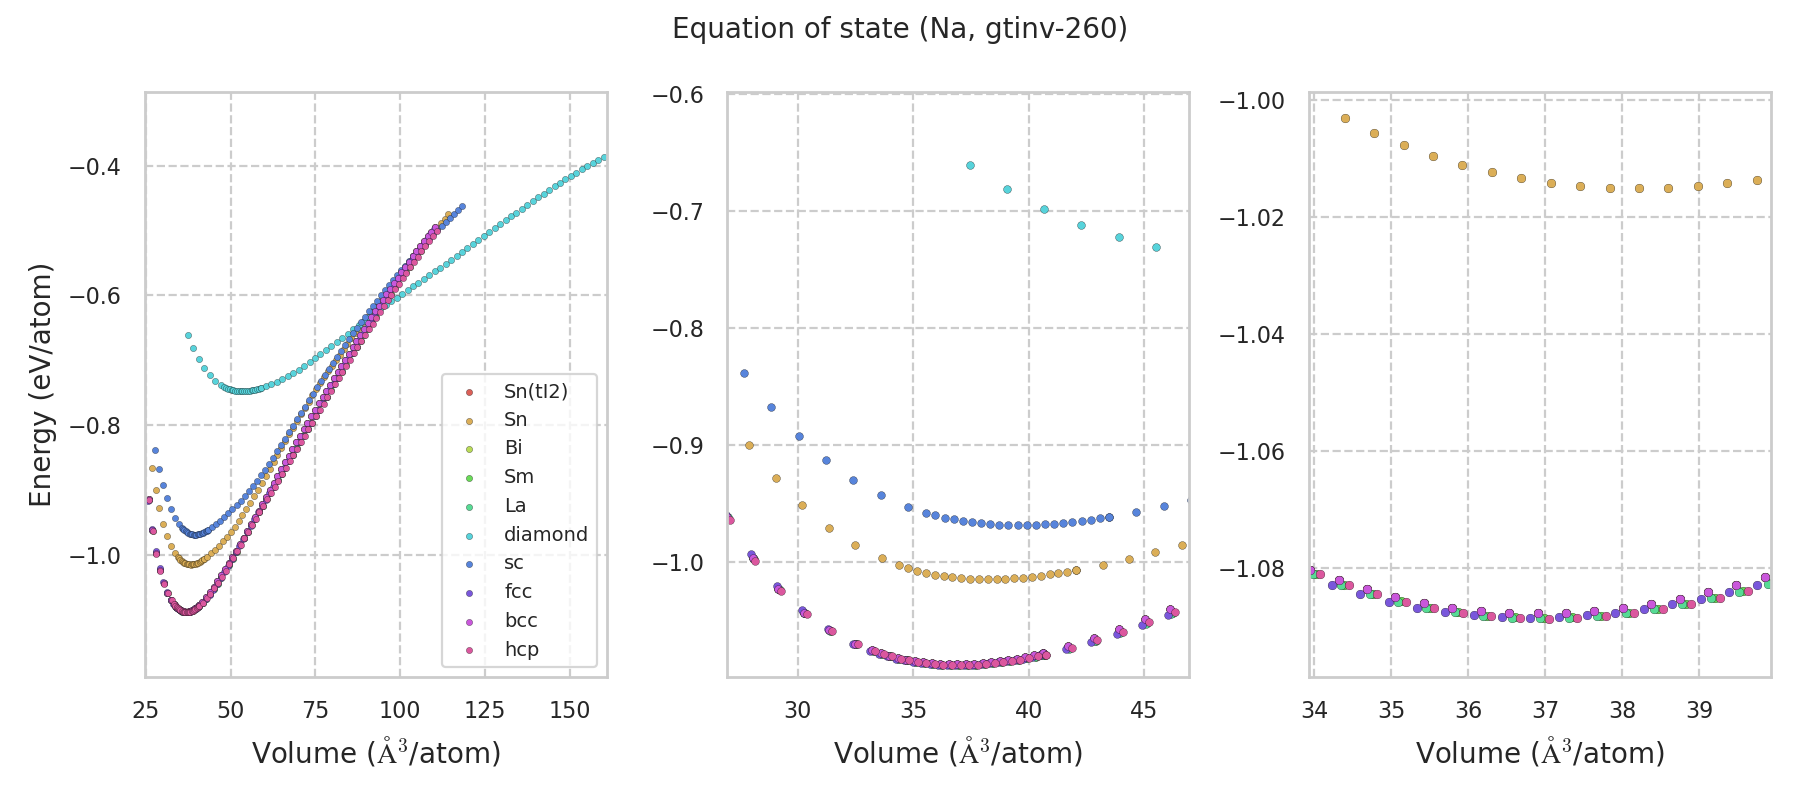 Equation of state (Na, gtinv-260)
Energy (eV/atom)
−0.4
−0.6
−0.8
−1.0
25 50 75 100 125 150
Volume (Å³/atom)
Sn(tI2)
Sn
Bi
Sm
La
diamond
sc
fcc
bcc
hcp
−0.6
−0.7
−0.8
−0.9
−1.0
30 35 40 45
Volume (Å³/atom)
−1.00
−1.02
−1.04
−1.06
−1.08
34 35 36 37 38 39
Volume (Å³/atom)